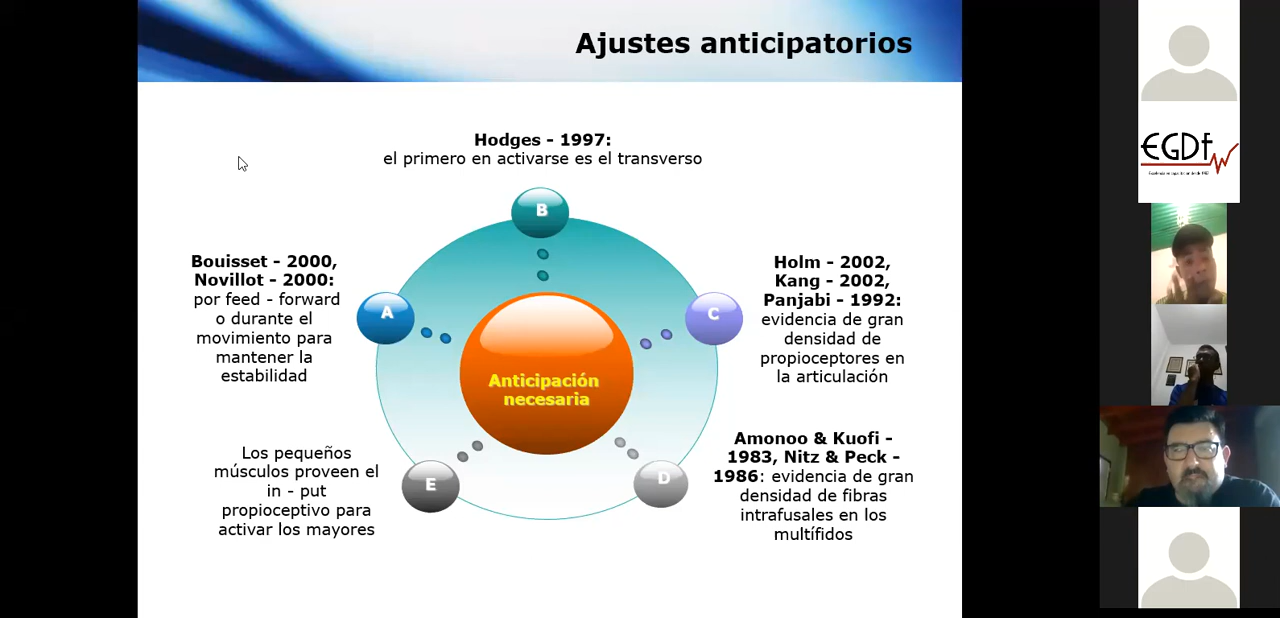 Ajustes anticipatorios
Hodges - 1997:
el primero en activarse es el transverso
B
Bouisset - 2000,
Novillot - 2000:
por feed - forward
o durante el
movimiento para
mantener la
estabilidad
A
Holm - 2002,
Kang - 2002,
Panjabi - 1992:
evidencia de gran
densidad de
propioceptores en
la articulación
C
Anticipación
necesaria
Los pequeños
músculos proveen el
in - put
propioceptivo para
activar los mayores
E
Amonoo & Kuofi -
1983, Nitz & Peck -
1986: evidencia de gran
densidad de fibras
intrafusales en los
multífidos
D
EGDf